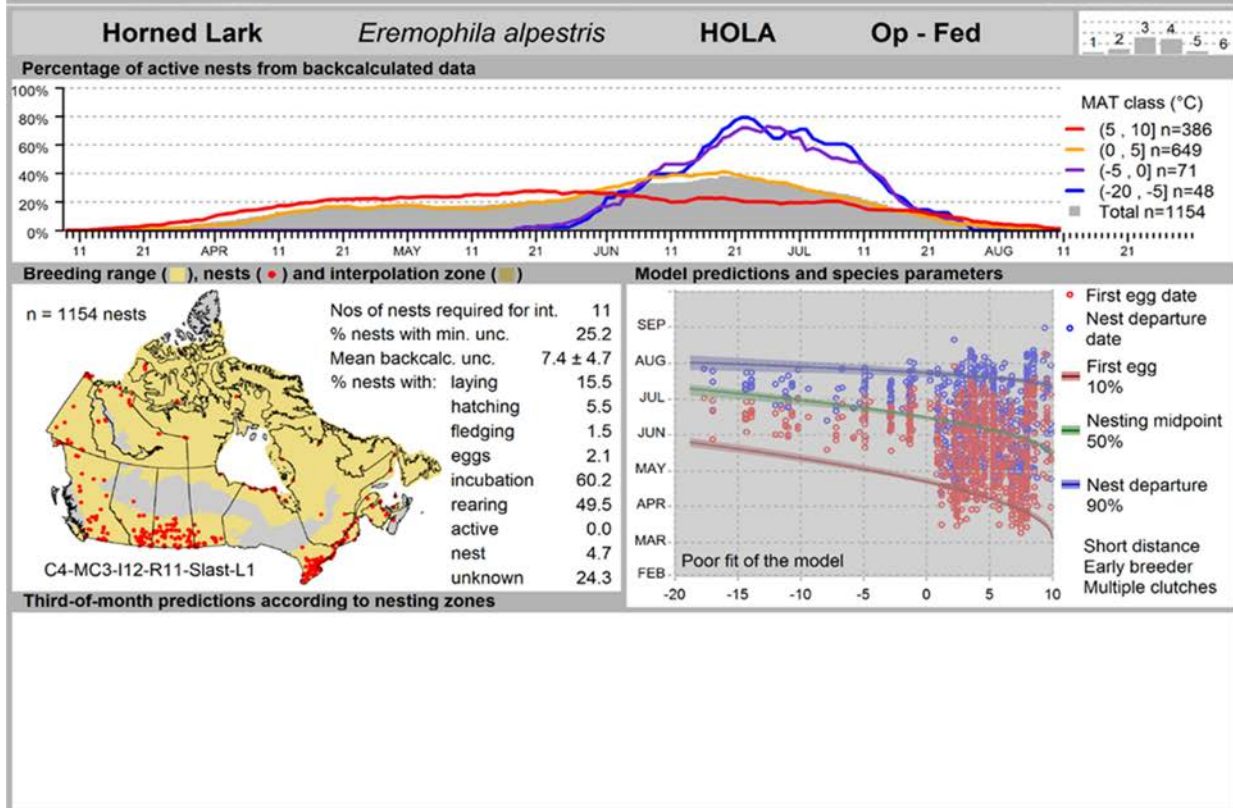 Horned Lark Eremophila alpestris HOLA Op - Fed
1 2 3 4 5 6
Percentage of active nests from backcalculated data
100%
80%
60%
40%
20%
0%
11 21 APR 11 21 MAY 11 21 JUN 11 21 JUL 11 21 AUG 11 21
MAT class (°C)
(5 , 10] n=386
(0 , 5] n=649
(-5 , 0] n=71
(-20 , -5] n=48
Total n=1154
Breeding range ( ), nests ( ) and interpolation zone ( )
n = 1154 nests
C4-MC3-I12-R11-Slast-L1
Nos of nests required for int. 11
% nests with min. unc. 25.2
Mean backcalc. unc. 7.4 ± 4.7
% nests with: laying 15.5
hatching 5.5
fledging 1.5
eggs 2.1
incubation 60.2
rearing 49.5
active 0.0
nest 4.7
unknown 24.3
Model predictions and species parameters
SEP
AUG
JUL
JUN
MAY
APR
MAR
FEB
Poor fit of the model
-20 -15 -10 -5 0 5 10
First egg date
Nest departure
date
First egg
10%
Nesting midpoint
50%
Nest departure
90%
Short distance
Early breeder
Multiple clutches
Third-of-month predictions according to nesting zones